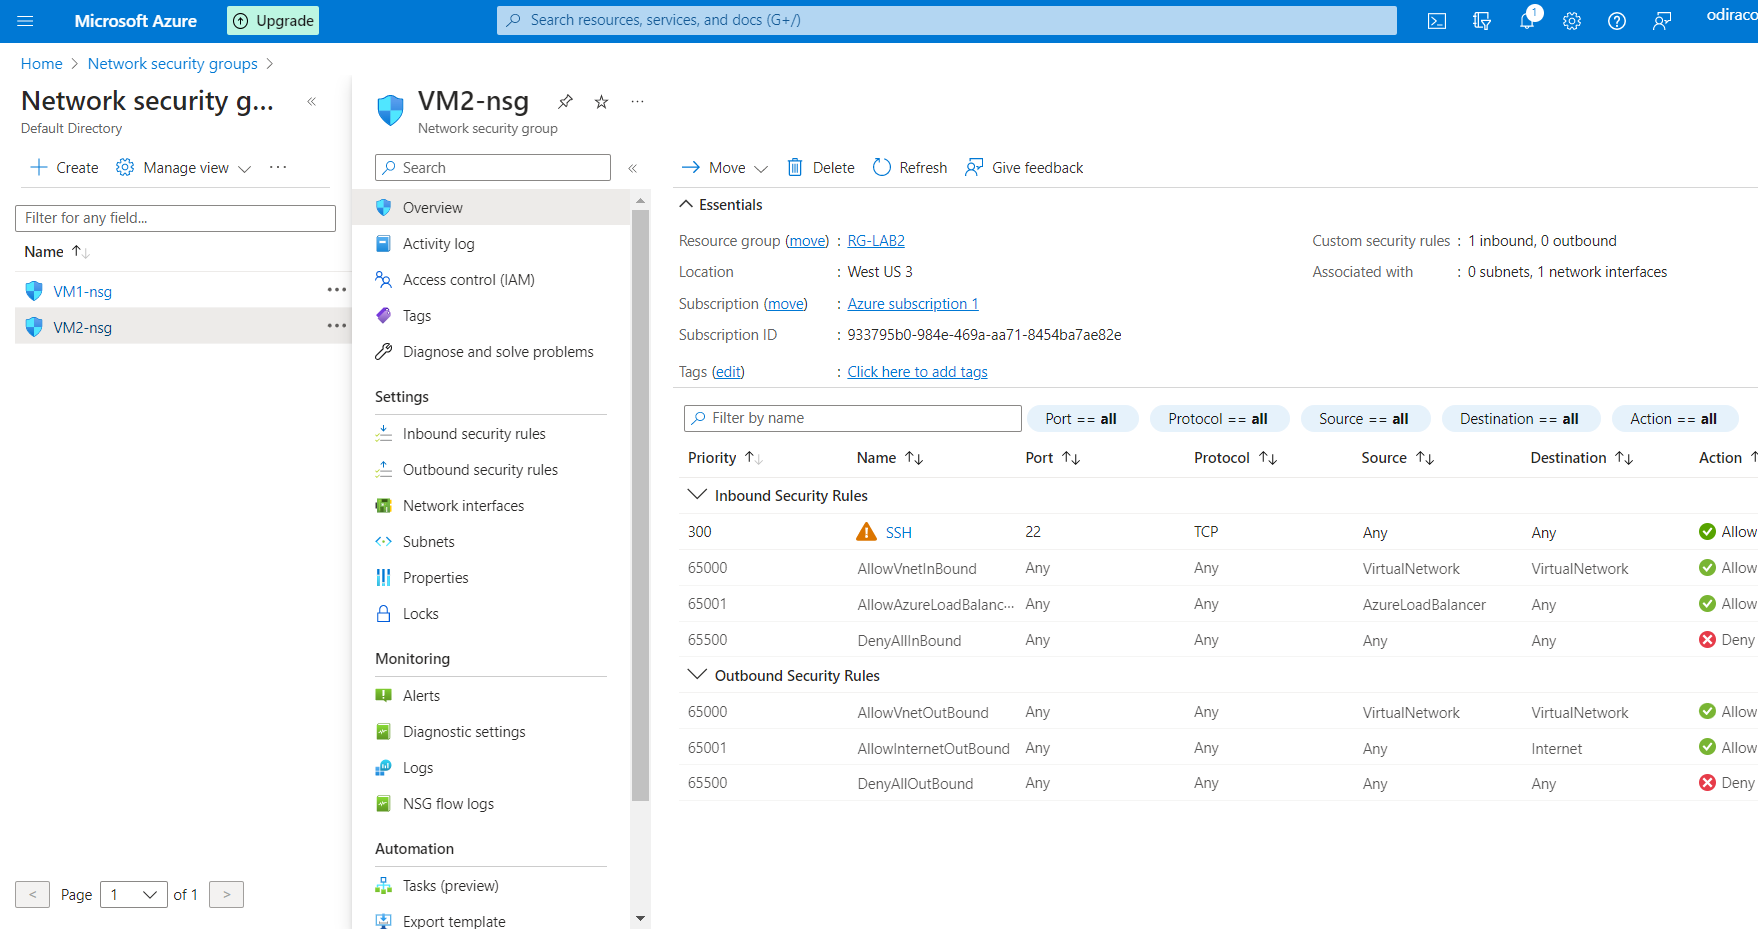 Microsoft Azure
Upgrade
Search resources, services, and docs (G+/)
1
odiraco
Home > Network security groups >
Network security g...
Default Directory
Create Manage view ...
Filter for any field...
Name
VM1-nsg
VM2-nsg
< Page 1 of 1 >
VM2-nsg
Network security group
Search
Overview
Activity log
Access control (IAM)
Tags
Diagnose and solve problems
Settings
Inbound security rules
Outbound security rules
Network interfaces
Subnets
Properties
Locks
Monitoring
Alerts
Diagnostic settings
Logs
NSG flow logs
Automation
Tasks (preview)
Export template
Move Delete Refresh Give feedback
Essentials
Resource group (move) : RG-LAB2
Location : West US 3
Subscription (move) : Azure subscription 1
Subscription ID : 933795b0-984e-469a-aa71-8454ba7ae82e
Tags (edit) : Click here to add tags
Custom security rules : 1 inbound, 0 outbound
Associated with : 0 subnets, 1 network interfaces
Filter by name Port == all Protocol == all Source == all Destination == all Action == all
Priority Name Port Protocol Source Destination Action
Inbound Security Rules
300 SSH 22 TCP Any Any Allow
65000 AllowVnetInBound Any Any VirtualNetwork VirtualNetwork Allow
65001 AllowAzureLoadBalanc... Any Any AzureLoadBalancer Any Allow
65500 DenyAllInBound Any Any Any Any Deny
Outbound Security Rules
65000 AllowVnetOutBound Any Any VirtualNetwork VirtualNetwork Allow
65001 AllowInternetOutBound Any Any Any Internet Allow
65500 DenyAllOutBound Any Any Any Any Deny